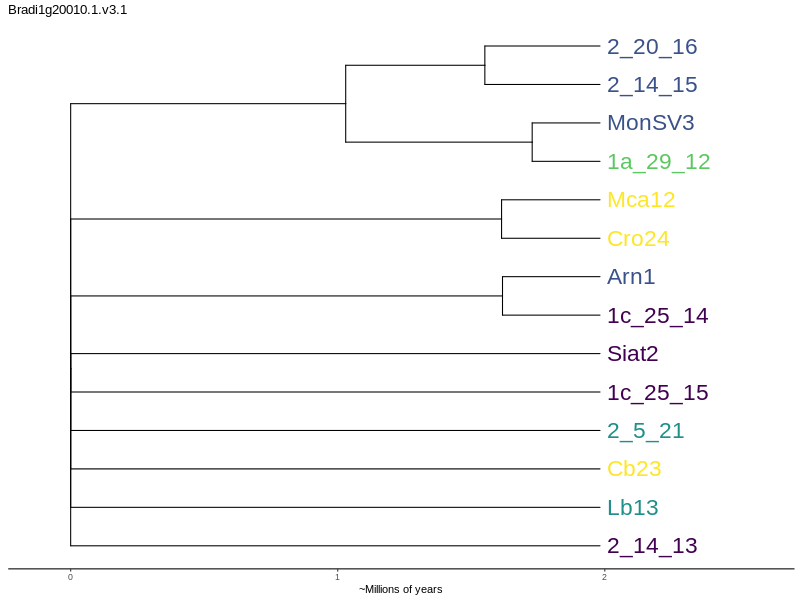 Bradi1g20010.1.v3.1
2_20_16
2_14_15
MonSV3
1a_29_12
Mca12
Cro24
Arn1
1c_25_14
Siat2
1c_25_15
2_5_21
Cb23
Lb13
2_14_13
0 1 2
~Millions of years